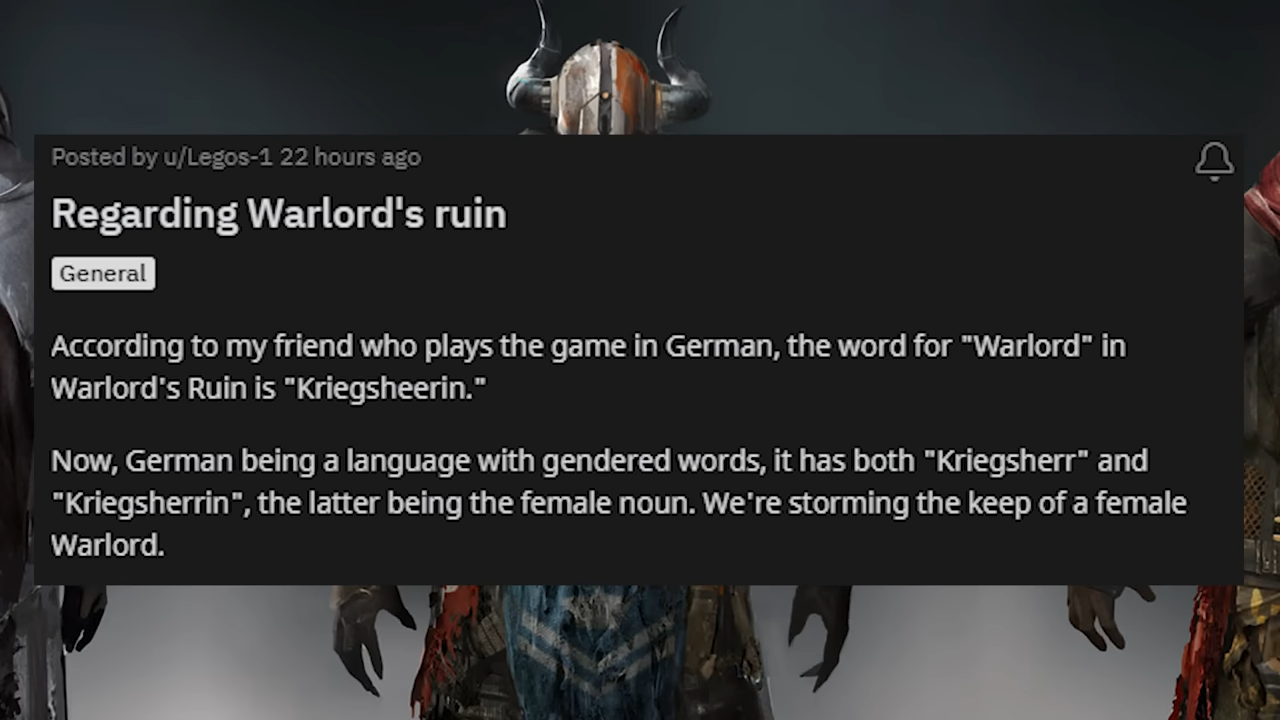 Posted by u/Legos-1 22 hours ago
Regarding Warlord's ruin
General
According to my friend who plays the game in German, the word for "Warlord" in
Warlord's Ruin is "Kriegsheerin."
Now, German being a language with gendered words, it has both "Kriegsherr" and
"Kriegsherrin", the latter being the female noun. We're storming the keep of a female
Warlord.